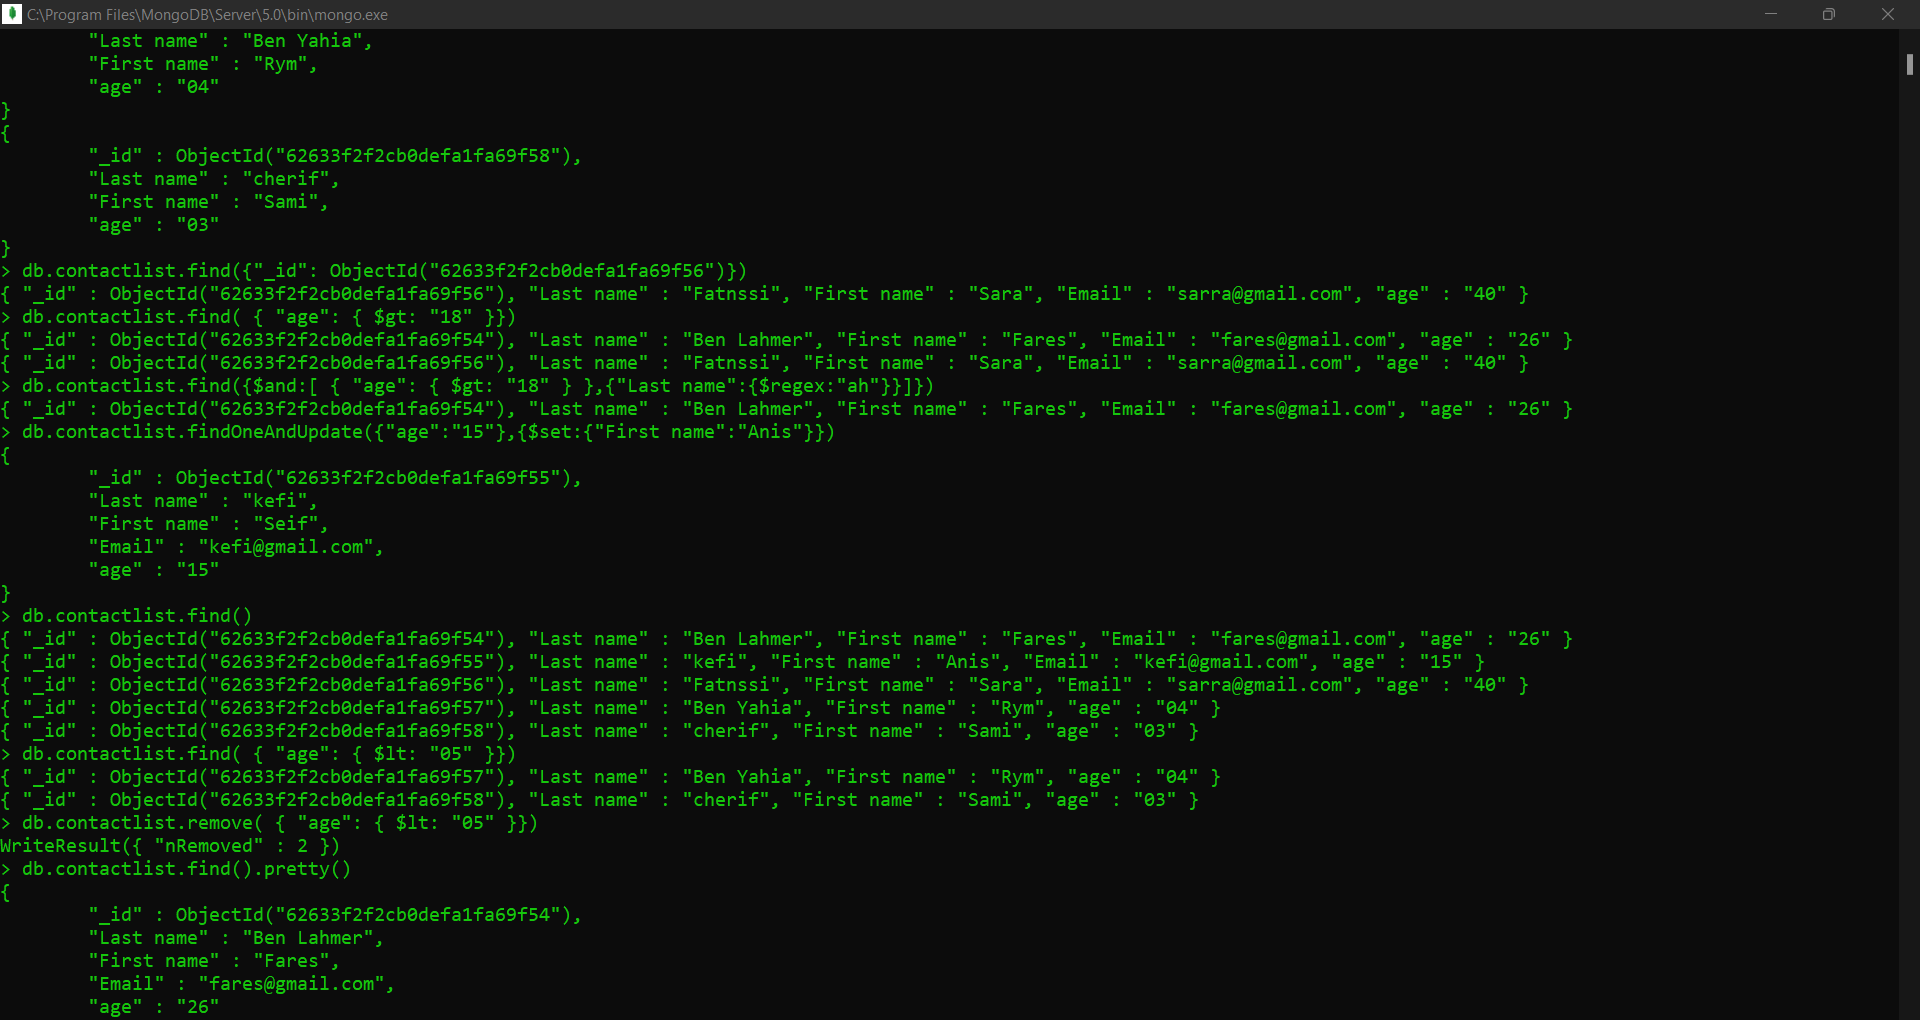 C:\Program Files\MongoDB\Server\5.0\bin\mongo.exe
        "Last name" : "Ben Yahia",
        "First name" : "Rym",
        "age" : "04"
}
{
        "_id" : ObjectId("62633f2f2cb0defa1fa69f58"),
        "Last name" : "cherif",
        "First name" : "Sami",
        "age" : "03"
}
> db.contactlist.find({"_id": ObjectId("62633f2f2cb0defa1fa69f56")})
{ "_id" : ObjectId("62633f2f2cb0defa1fa69f56"), "Last name" : "Fatnssi", "First name" : "Sara", "Email" : "sarra@gmail.com", "age" : "40" }
> db.contactlist.find( { "age": { $gt: "18" }})
{ "_id" : ObjectId("62633f2f2cb0defa1fa69f54"), "Last name" : "Ben Lahmer", "First name" : "Fares", "Email" : "fares@gmail.com", "age" : "26" }
{ "_id" : ObjectId("62633f2f2cb0defa1fa69f56"), "Last name" : "Fatnssi", "First name" : "Sara", "Email" : "sarra@gmail.com", "age" : "40" }
> db.contactlist.find({$and:[ { "age": { $gt: "18" } },{"Last name":{$regex:"ah"}}]})
{ "_id" : ObjectId("62633f2f2cb0defa1fa69f54"), "Last name" : "Ben Lahmer", "First name" : "Fares", "Email" : "fares@gmail.com", "age" : "26" }
> db.contactlist.findOneAndUpdate({"age":"15"},{$set:{"First name":"Anis"}})
{
        "_id" : ObjectId("62633f2f2cb0defa1fa69f55"),
        "Last name" : "kefi",
        "First name" : "Seif",
        "Email" : "kefi@gmail.com",
        "age" : "15"
}
> db.contactlist.find()
{ "_id" : ObjectId("62633f2f2cb0defa1fa69f54"), "Last name" : "Ben Lahmer", "First name" : "Fares", "Email" : "fares@gmail.com", "age" : "26" }
{ "_id" : ObjectId("62633f2f2cb0defa1fa69f55"), "Last name" : "kefi", "First name" : "Anis", "Email" : "kefi@gmail.com", "age" : "15" }
{ "_id" : ObjectId("62633f2f2cb0defa1fa69f56"), "Last name" : "Fatnssi", "First name" : "Sara", "Email" : "sarra@gmail.com", "age" : "40" }
{ "_id" : ObjectId("62633f2f2cb0defa1fa69f57"), "Last name" : "Ben Yahia", "First name" : "Rym", "age" : "04" }
{ "_id" : ObjectId("62633f2f2cb0defa1fa69f58"), "Last name" : "cherif", "First name" : "Sami", "age" : "03" }
> db.contactlist.find( { "age": { $lt: "05" }})
{ "_id" : ObjectId("62633f2f2cb0defa1fa69f57"), "Last name" : "Ben Yahia", "First name" : "Rym", "age" : "04" }
{ "_id" : ObjectId("62633f2f2cb0defa1fa69f58"), "Last name" : "cherif", "First name" : "Sami", "age" : "03" }
> db.contactlist.remove( { "age": { $lt: "05" }})
WriteResult({ "nRemoved" : 2 })
> db.contactlist.find().pretty()
{
        "_id" : ObjectId("62633f2f2cb0defa1fa69f54"),
        "Last name" : "Ben Lahmer",
        "First name" : "Fares",
        "Email" : "fares@gmail.com",
        "age" : "26"